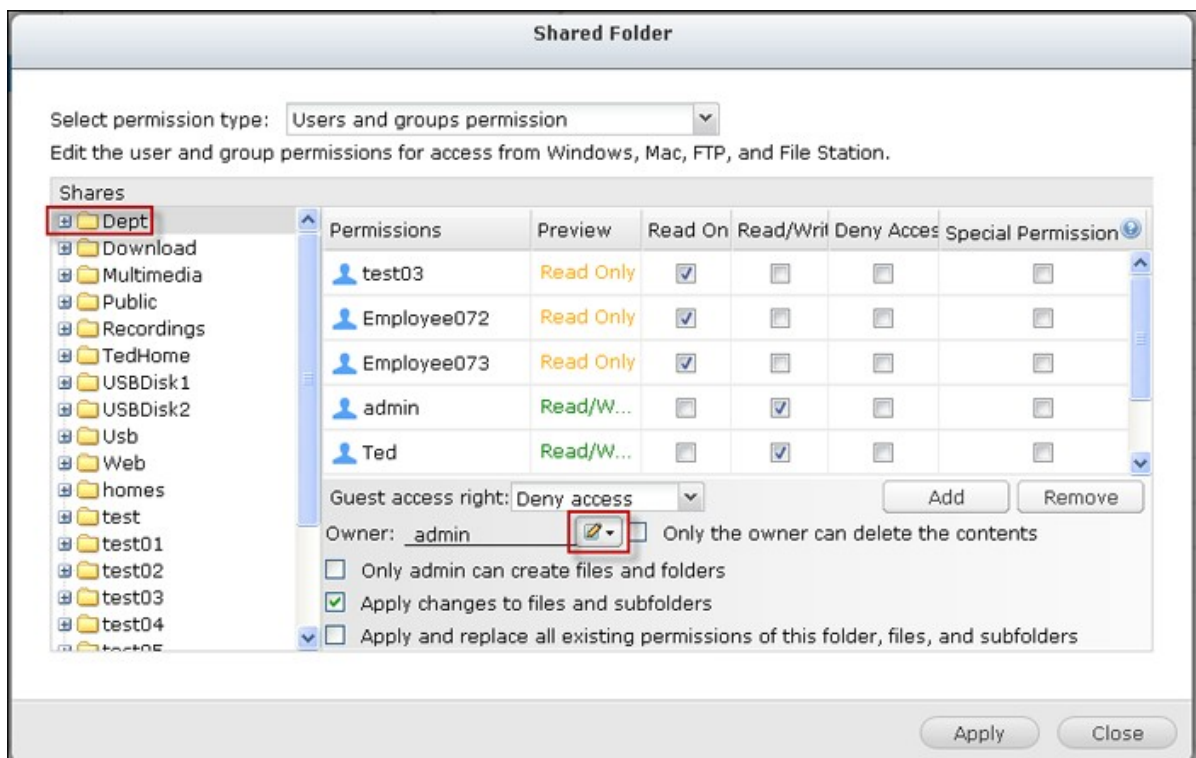 Shared Folder
Select permission type: Users and groups permission
Edit the user and group permissions for access from Windows, Mac, FTP, and File Station.
Shares
Dept
Download
Multimedia
Public
Recordings
TedHome
USBDisk1
USBDisk2
Usb
Web
homes
test
test01
test02
test03
test04
Permissions Preview Read On Read/Writ Deny Acces Special Permission
test03 Read Only
Employee072 Read Only
Employee073 Read Only
admin Read/W...
Ted Read/W...
Guest access right: Deny access Add Remove
Owner: admin Only the owner can delete the contents
Only admin can create files and folders
Apply changes to files and subfolders
Apply and replace all existing permissions of this folder, files, and subfolders
Apply Close